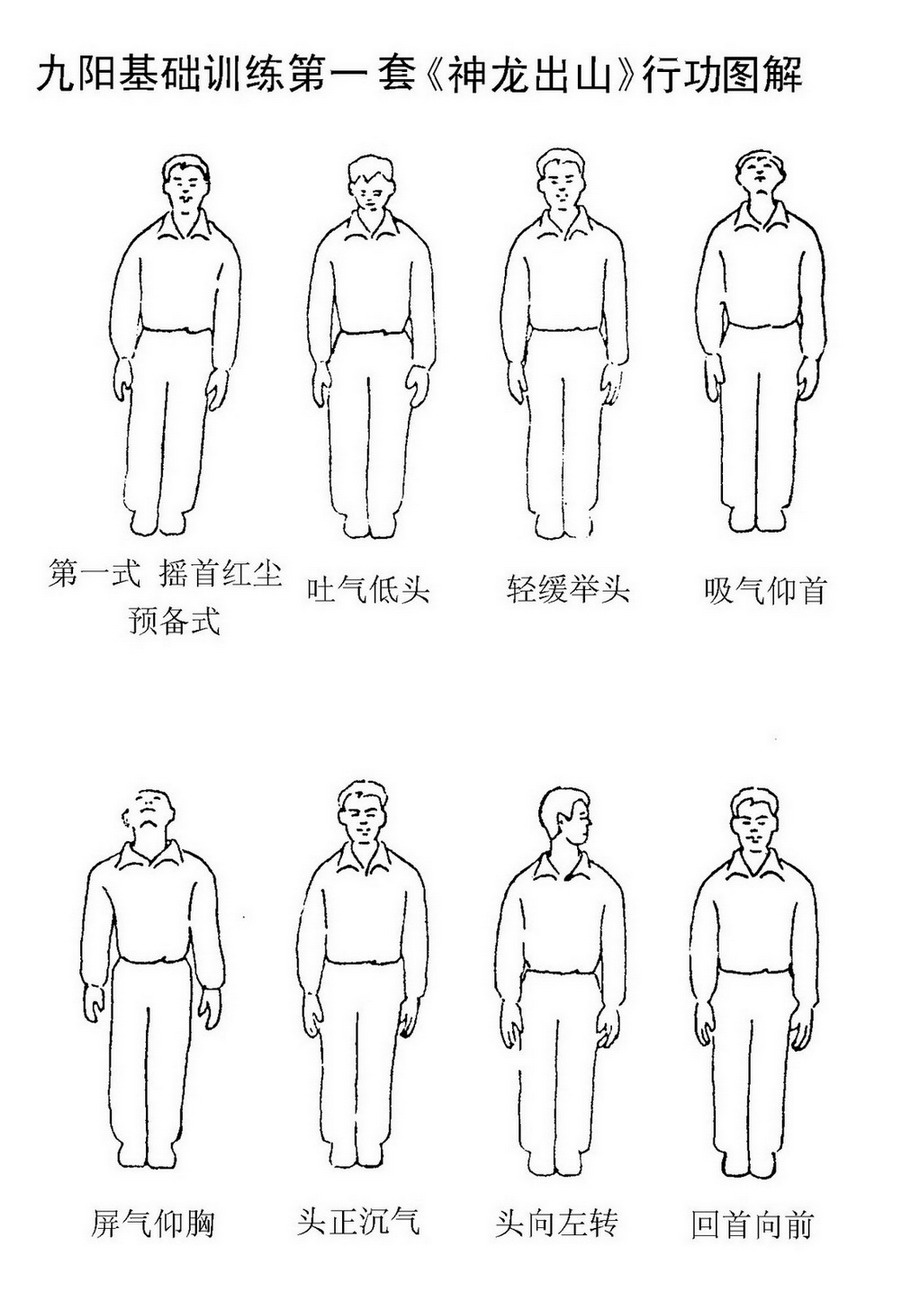 九阳基础训练第一套《神龙出山》行功图解
第一式 摇首红尘
预备式
吐气低头
轻缓举头
吸气仰首
屏气仰胸
头正沉气
头向左转
回首向前